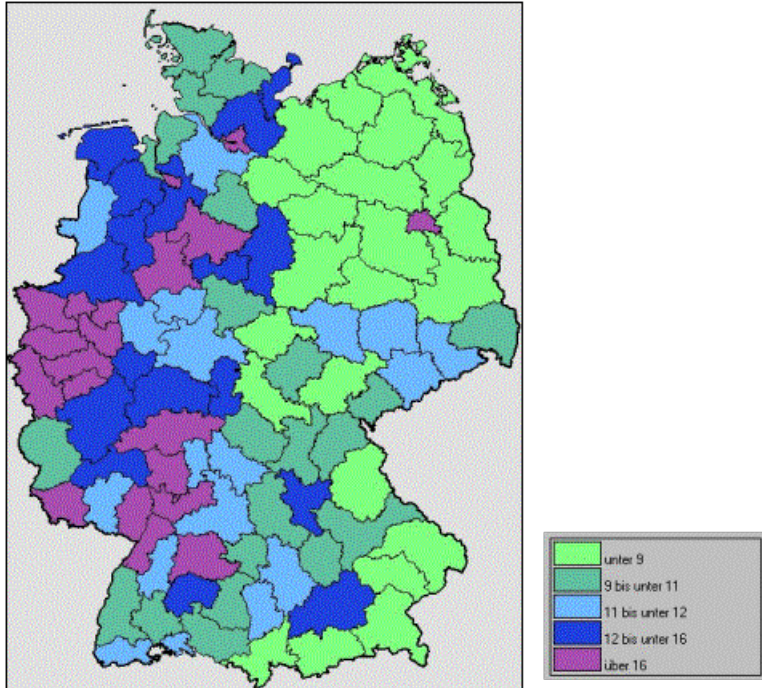 unter 9
9 bis unter 11
11 bis unter 12
12 bis unter 16
über 16